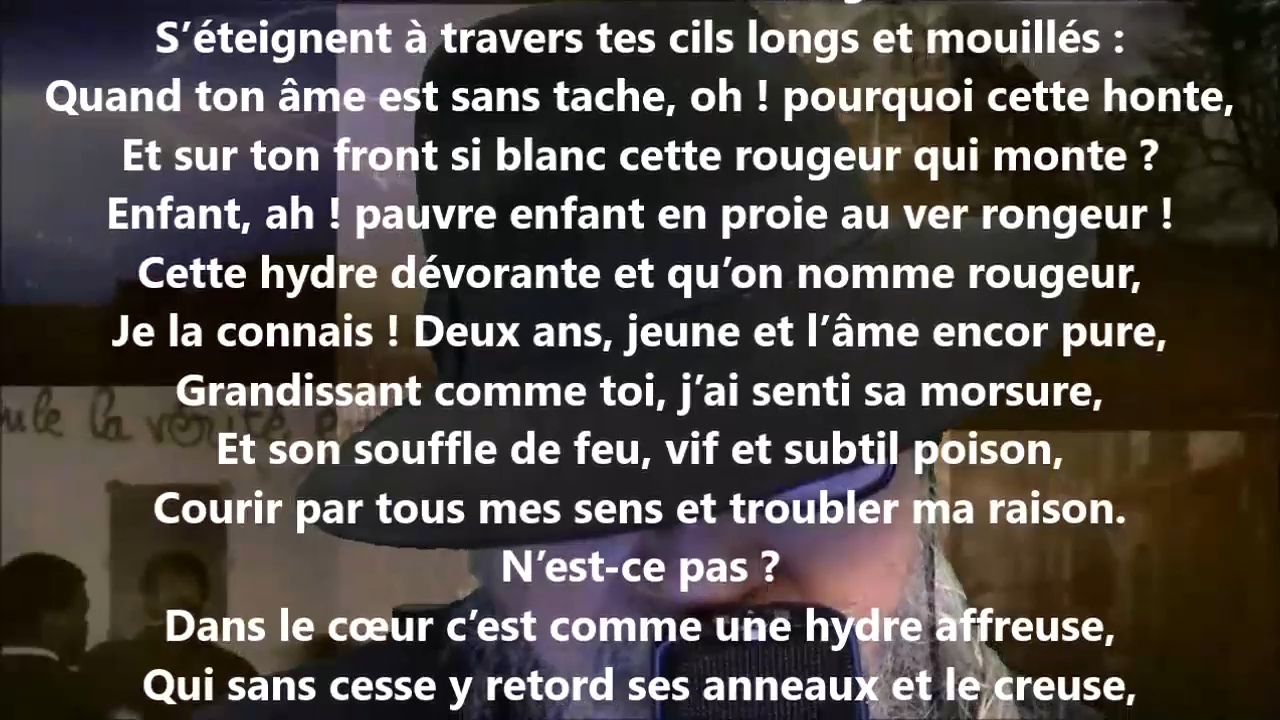 S’éteignent à travers tes cils longs et mouillés :
Quand ton âme est sans tache, oh ! pourquoi cette honte,
Et sur ton front si blanc cette rougeur qui monte ?
Enfant, ah ! pauvre enfant en proie au ver rongeur !
Cette hydre dévorante et qu’on nomme rougeur,
Je la connais ! Deux ans, jeune et l’âme encor pure,
Grandissant comme toi, j’ai senti sa morsure,
Et son souffle de feu, vif et subtil poison,
Courir par tous mes sens et troubler ma raison.
N’est-ce pas ?
Dans le cœur c’est comme une hydre affreuse,
Qui sans cesse y retord ses anneaux et le creuse,
la vérité